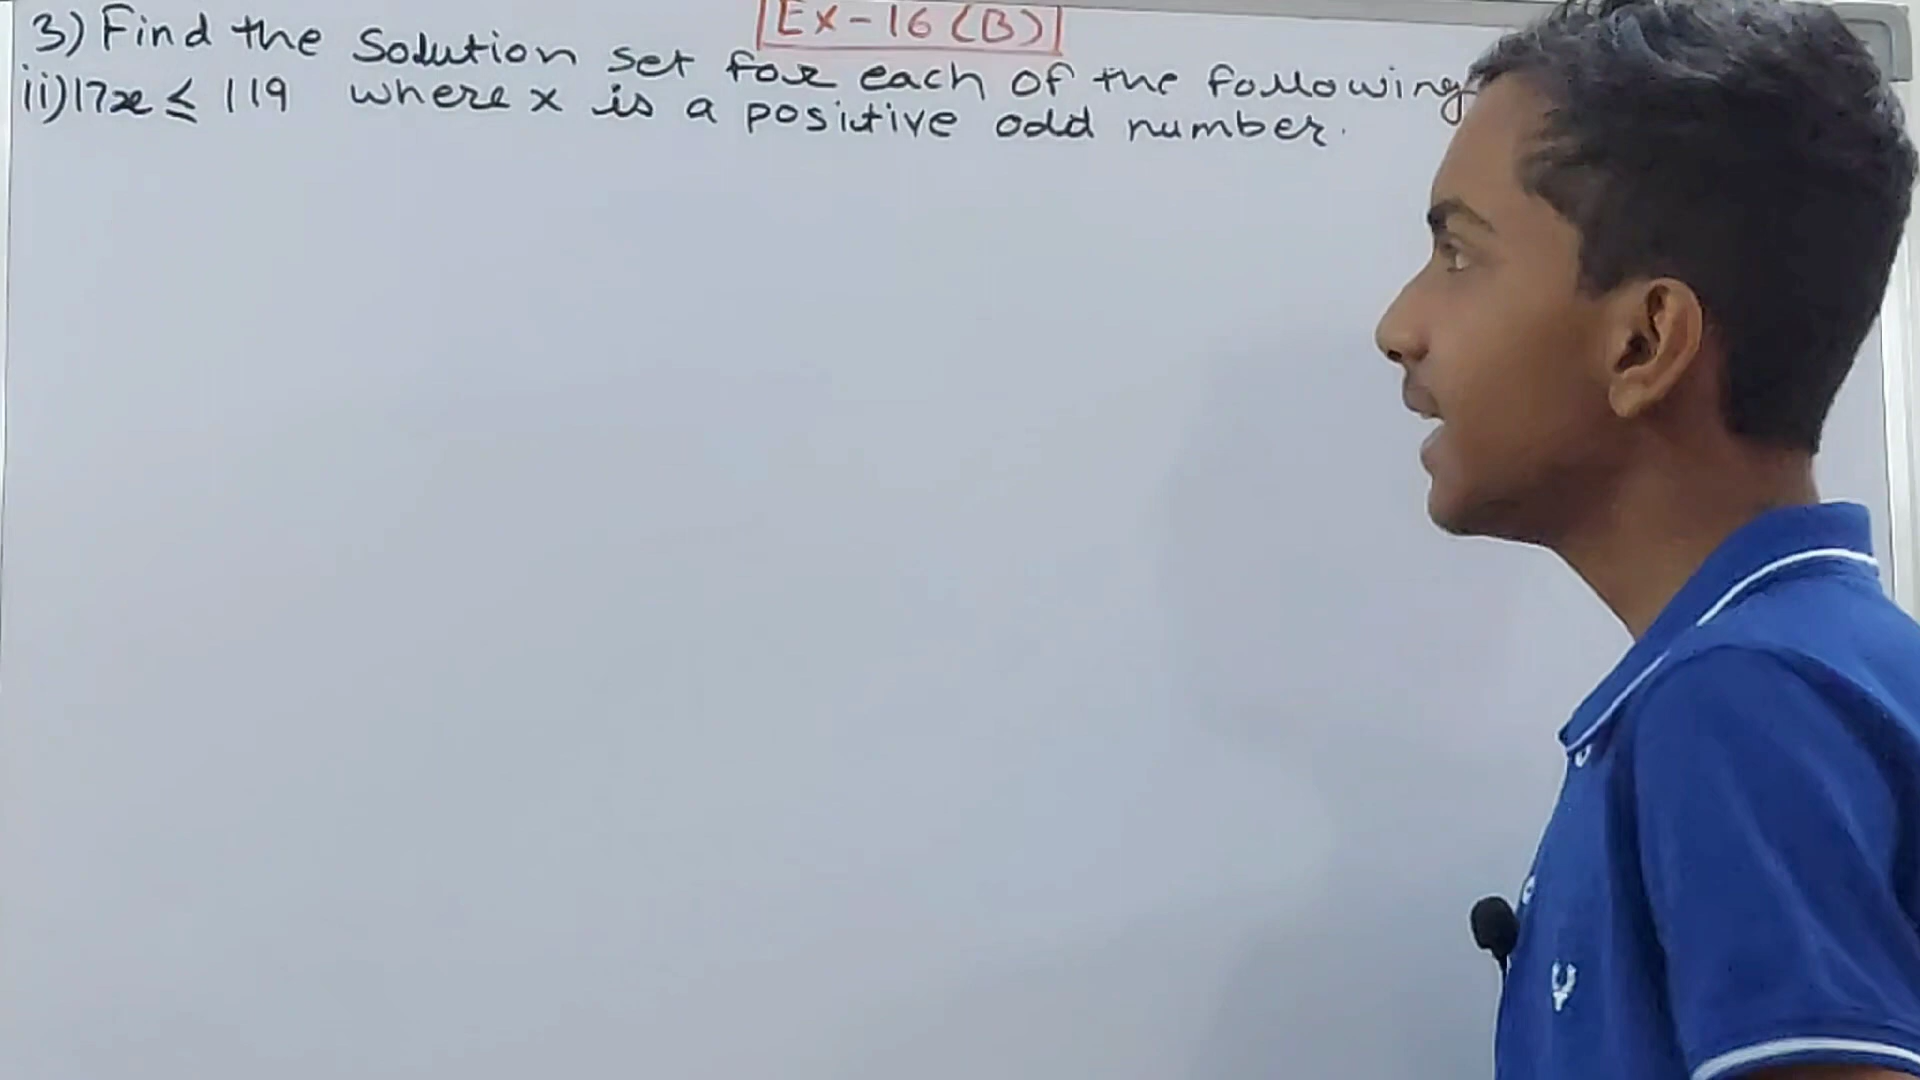 Ex-16(B)
3) Find the Solution set for each of the following
ii) 17x ≤ 119 where x is a positive odd number.